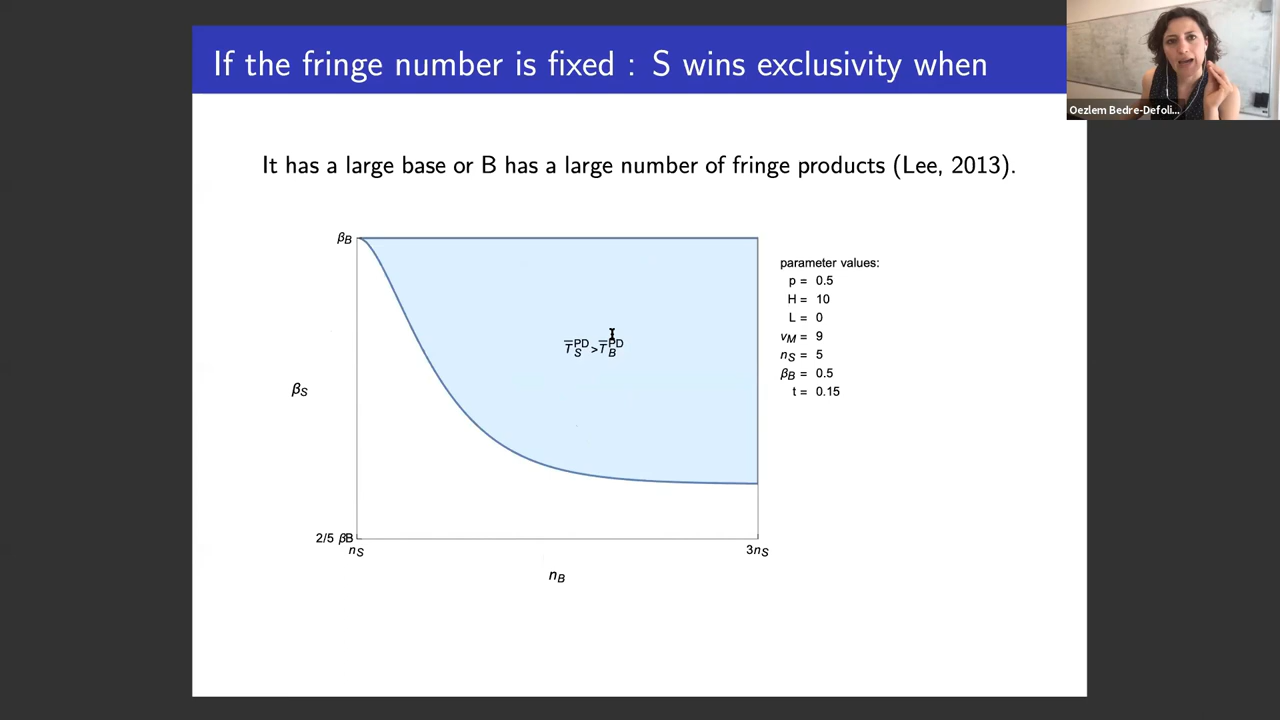 If the fringe number is fixed : S wins exclusivity when
Oezlem Bedre-Defoli...
It has a large base or B has a large number of fringe products (Lee, 2013).
βB
βS
2/5 βB
T̅S^PD > T̅B^PD
nS
3nS
nB
parameter values:
p = 0.5
H = 10
L = 0
vM = 9
nS = 5
βB = 0.5
t = 0.15